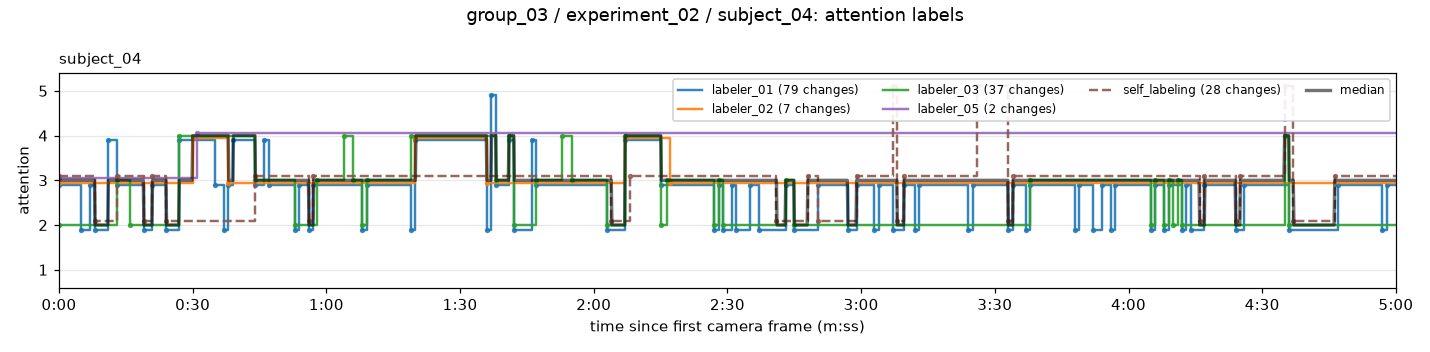 group_03 / experiment_02 / subject_04: attention labels
subject_04
labeler_01 (79 changes)
labeler_02 (7 changes)
labeler_03 (37 changes)
labeler_05 (2 changes)
self_labeling (28 changes)
median
attention
5
4
3
2
1
0:00 0:30 1:00 1:30 2:00 2:30 3:00 3:30 4:00 4:30 5:00
time since first camera frame (m:ss)